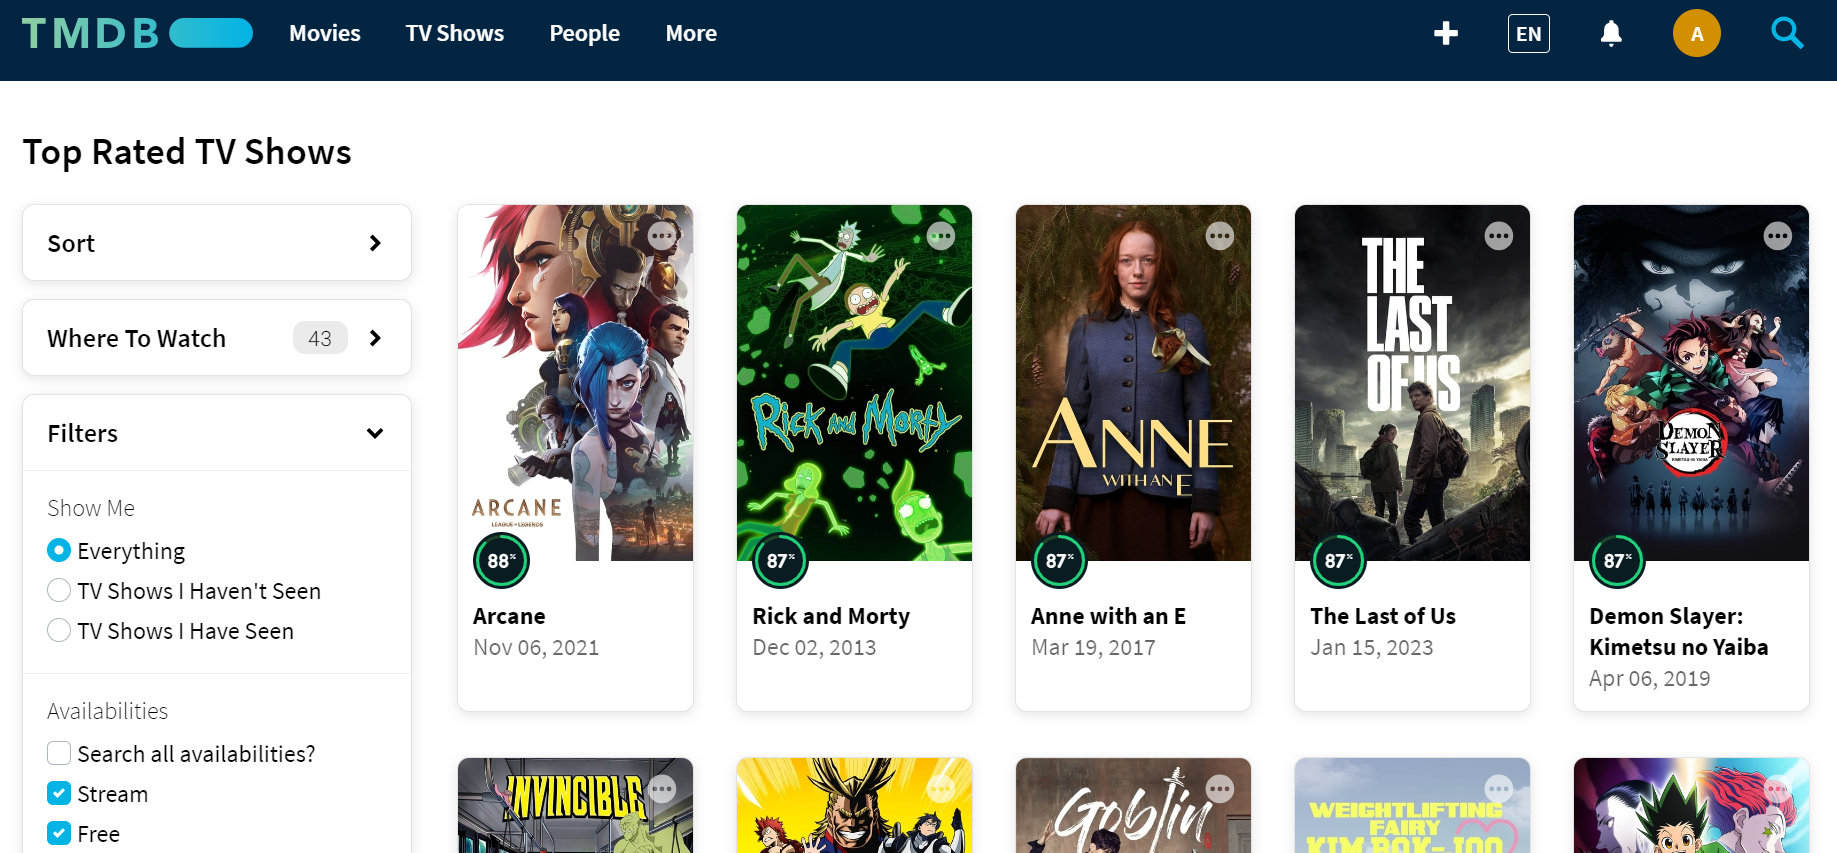 TMDB
Movies
TV Shows
People
More
EN
A
Top Rated TV Shows
Sort
Where To Watch 43
Filters
Show Me
Everything
TV Shows I Haven't Seen
TV Shows I Have Seen
Availabilities
Search all availabilities?
Stream
Free
ARCANE
LEAGUE OF LEGENDS
88%
Arcane
Nov 06, 2021
RICK AND MORTY
87%
Rick and Morty
Dec 02, 2013
ANNE
WITH AN E
87%
Anne with an E
Mar 19, 2017
THE
LAST
OF US
87%
The Last of Us
Jan 15, 2023
DEMON
SLAYER
KIMETSU NO YAIBA
87%
Demon Slayer:
Kimetsu no Yaiba
Apr 06, 2019
INVINCIBLE
Goblin
WEIGHTLIFTING
FAIRY
KIM BOK-JOO